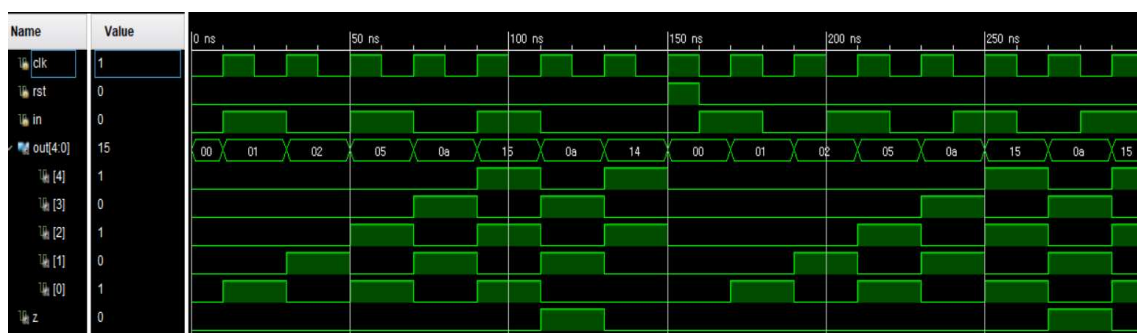 Name Value 0 ns 50 ns 100 ns 150 ns 200 ns 250 ns
clk 1
rst 0
in 0
out[4:0] 15 00 01 02 05 0a 15 0a 14 00 01 02 05 0a 15 0a 15
[4] 1
[3] 0
[2] 1
[1] 0
[0] 1
z 0